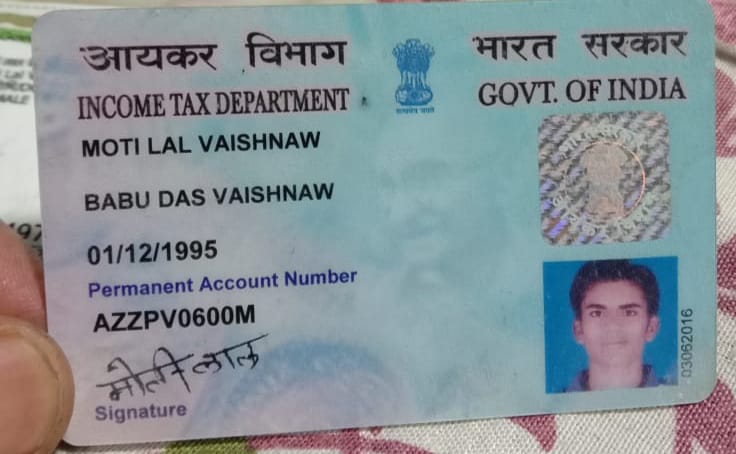 आयकर विभाग
INCOME TAX DEPARTMENT
भारत सरकार
GOVT. OF INDIA
सत्यमेव जयते
MOTI LAL VAISHNAW
BABU DAS VAISHNAW
01/12/1995
Permanent Account Number
AZZPV0600M
मोतीलाल
Signature
03062016